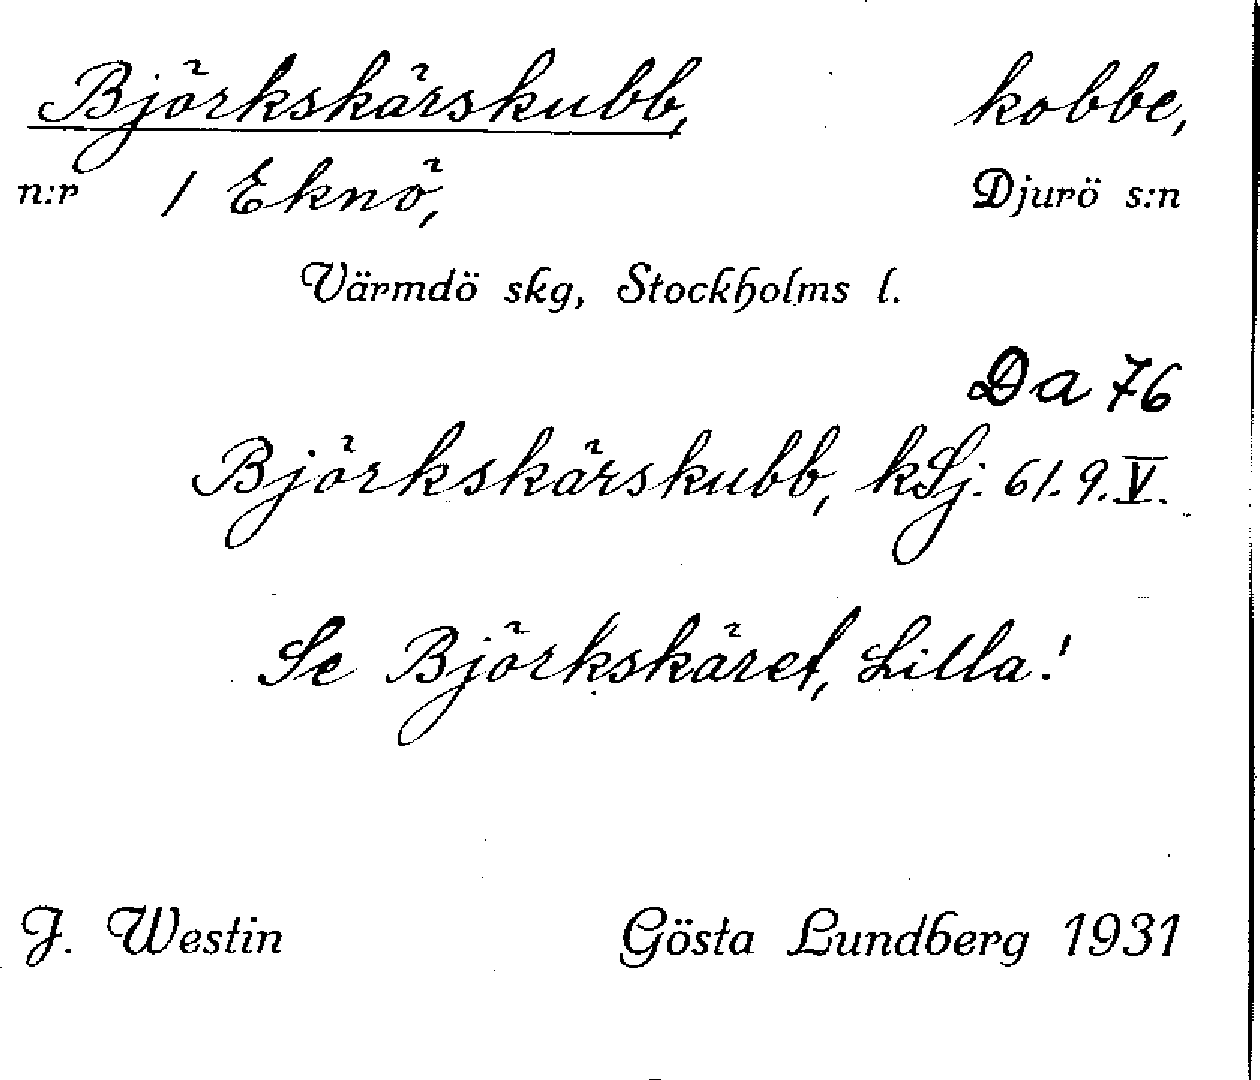 Björkskärskubb, kobbe,
n:r 1 Eknö, Djurö s:n
Värmdö skg, Stockholms l.
Da 76
Björkskärskubb, kSj: 61.9.V.
Se Björkskäret, Lilla!
J. Westin Gösta Lundberg 1931